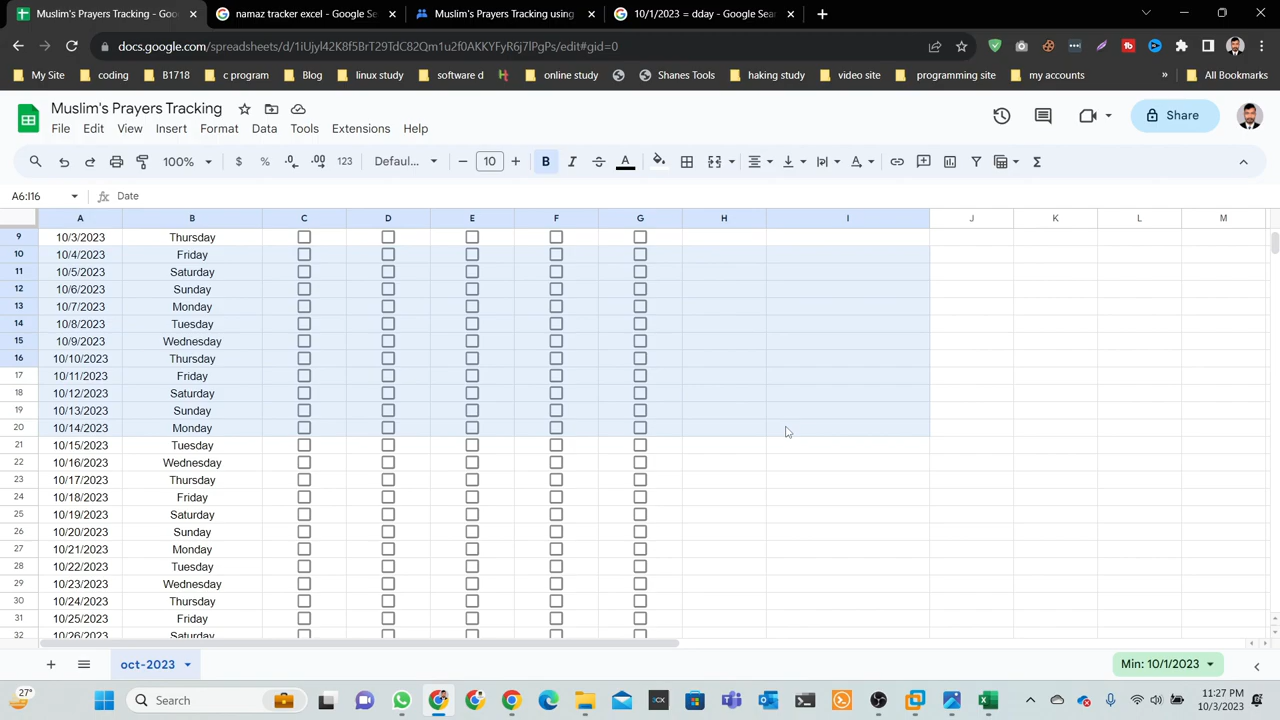 Muslim's Prayers Tracking - Goo
namaz tracker excel - Google Se
Muslim's Prayers Tracking using
10/1/2023 = dday - Google Sear
docs.google.com/spreadsheets/d/1iUjyl42K8f5BrT29TdC82Qm1u2f0AKKYFyR6j7lPgPs/edit#gid=0
My Site coding B1718 c program Blog linux study software d online study Shanes Tools haking study video site programming site my accounts » All Bookmarks
Muslim's Prayers Tracking
File Edit View Insert Format Data Tools Extensions Help
Share
100% $ % .0 .00 123 Defaul... 10 B I
A6:I16 fx Date
A B C D E F G H I J K L M
9 10/3/2023 Thursday
10 10/4/2023 Friday
11 10/5/2023 Saturday
12 10/6/2023 Sunday
13 10/7/2023 Monday
14 10/8/2023 Tuesday
15 10/9/2023 Wednesday
16 10/10/2023 Thursday
17 10/11/2023 Friday
18 10/12/2023 Saturday
19 10/13/2023 Sunday
20 10/14/2023 Monday
21 10/15/2023 Tuesday
22 10/16/2023 Wednesday
23 10/17/2023 Thursday
24 10/18/2023 Friday
25 10/19/2023 Saturday
26 10/20/2023 Sunday
27 10/21/2023 Monday
28 10/22/2023 Tuesday
29 10/23/2023 Wednesday
30 10/24/2023 Thursday
31 10/25/2023 Friday
32 10/26/2023 Saturday
oct-2023
Min: 10/1/2023
27°
Search
11:27 PM
10/3/2023